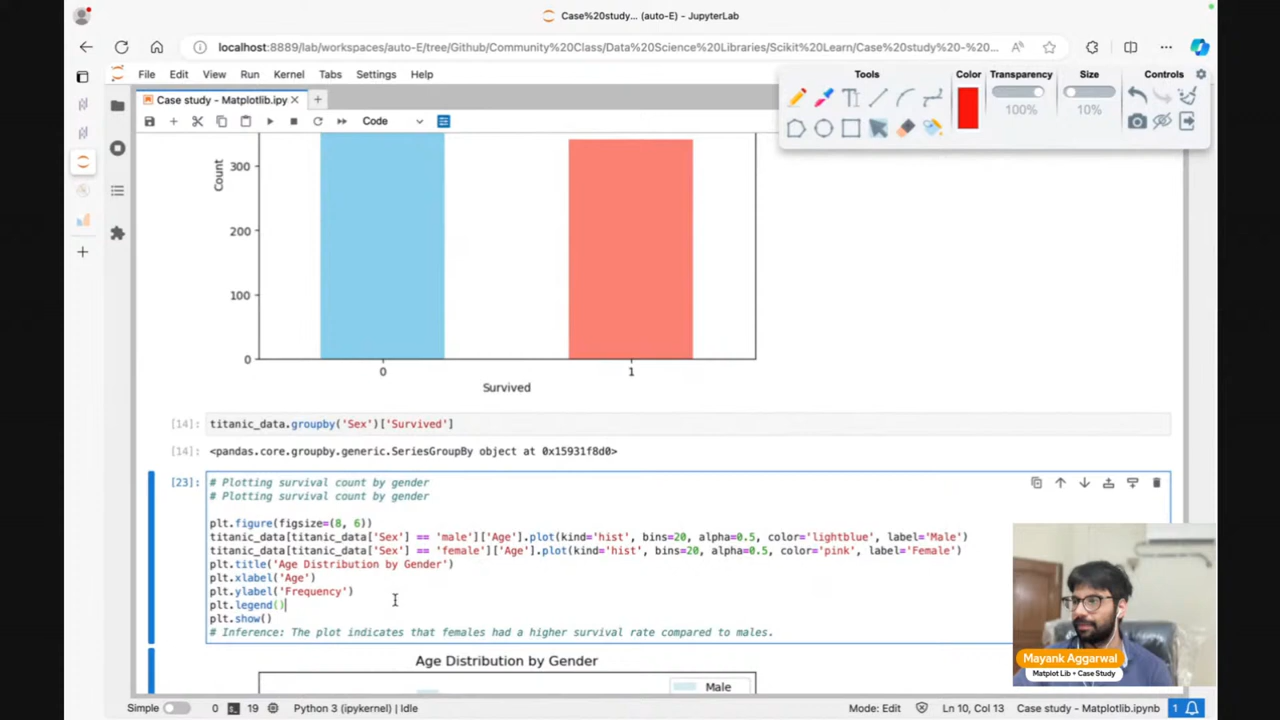 Case%20study... (auto-E) - JupyterLab
localhost:8889/lab/workspaces/auto-E/tree/Github/Community%20Class/Data%20Science%20Libraries/Scikit%20Learn/Case%20study%20-%...
File Edit View Run Kernel Tabs Settings Help
Tools Color Transparency Size Controls
100% 10%
Case study - Matplotlib.ipy
Code
300
200
100
0
Count
0 1
Survived
[14]: titanic_data.groupby('Sex')['Survived']
[14]: <pandas.core.groupby.generic.SeriesGroupBy object at 0x15931f8d0>
[23]: # Plotting survival count by gender
# Plotting survival count by gender
plt.figure(figsize=(8, 6))
titanic_data[titanic_data['Sex'] == 'male']['Age'].plot(kind='hist', bins=20, alpha=0.5, color='lightblue', label='Male')
titanic_data[titanic_data['Sex'] == 'female']['Age'].plot(kind='hist', bins=20, alpha=0.5, color='pink', label='Female')
plt.title('Age Distribution by Gender')
plt.xlabel('Age')
plt.ylabel('Frequency')
plt.legend()
plt.show()
# Inference: The plot indicates that females had a higher survival rate compared to males.
Age Distribution by Gender
Male
Mayank Aggarwal
Matplot Lib + Case Study
Simple 0 19 Python 3 (ipykernel) | Idle Mode: Edit Ln 10, Col 13 Case study - Matplotlib.ipynb 1